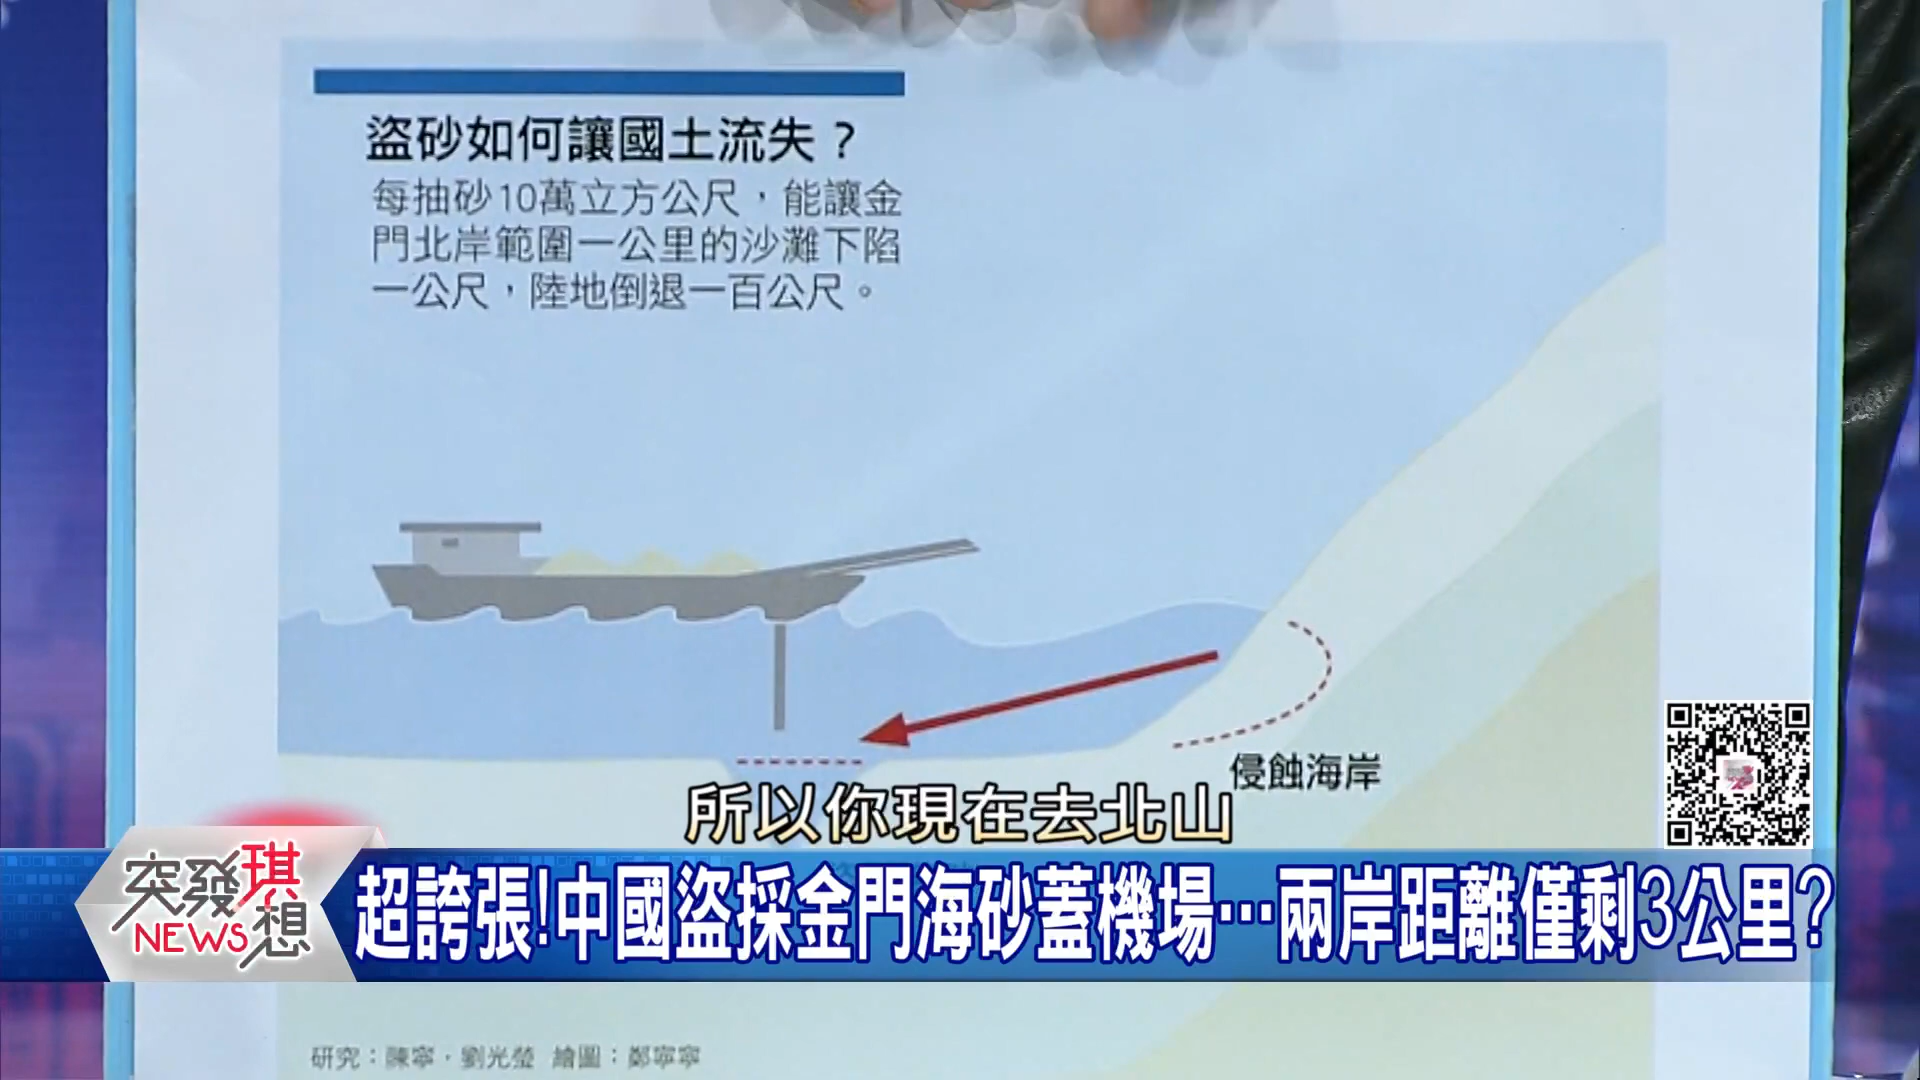 盜砂如何讓國土流失？
每抽砂10萬立方公尺，能讓金
門北岸範圍一公里的沙灘下陷
一公尺，陸地倒退一百公尺。
侵蝕海岸
所以你現在去北山
突發琪想
NEWS
超誇張!中國盜採金門海砂蓋機場…兩岸距離僅剩3公里?
研究：陳寧・劉光瑩 繪圖：鄭寧寧